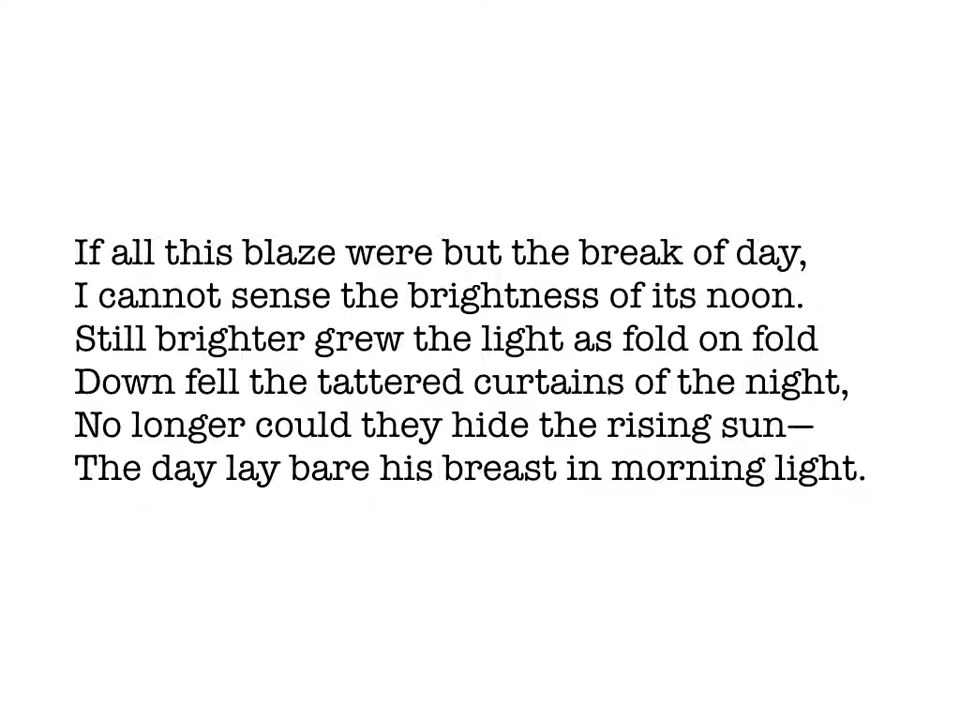 If all this blaze were but the break of day,
I cannot sense the brightness of its noon.
Still brighter grew the light as fold on fold
Down fell the tattered curtains of the night,
No longer could they hide the rising sun—
The day lay bare his breast in morning light.